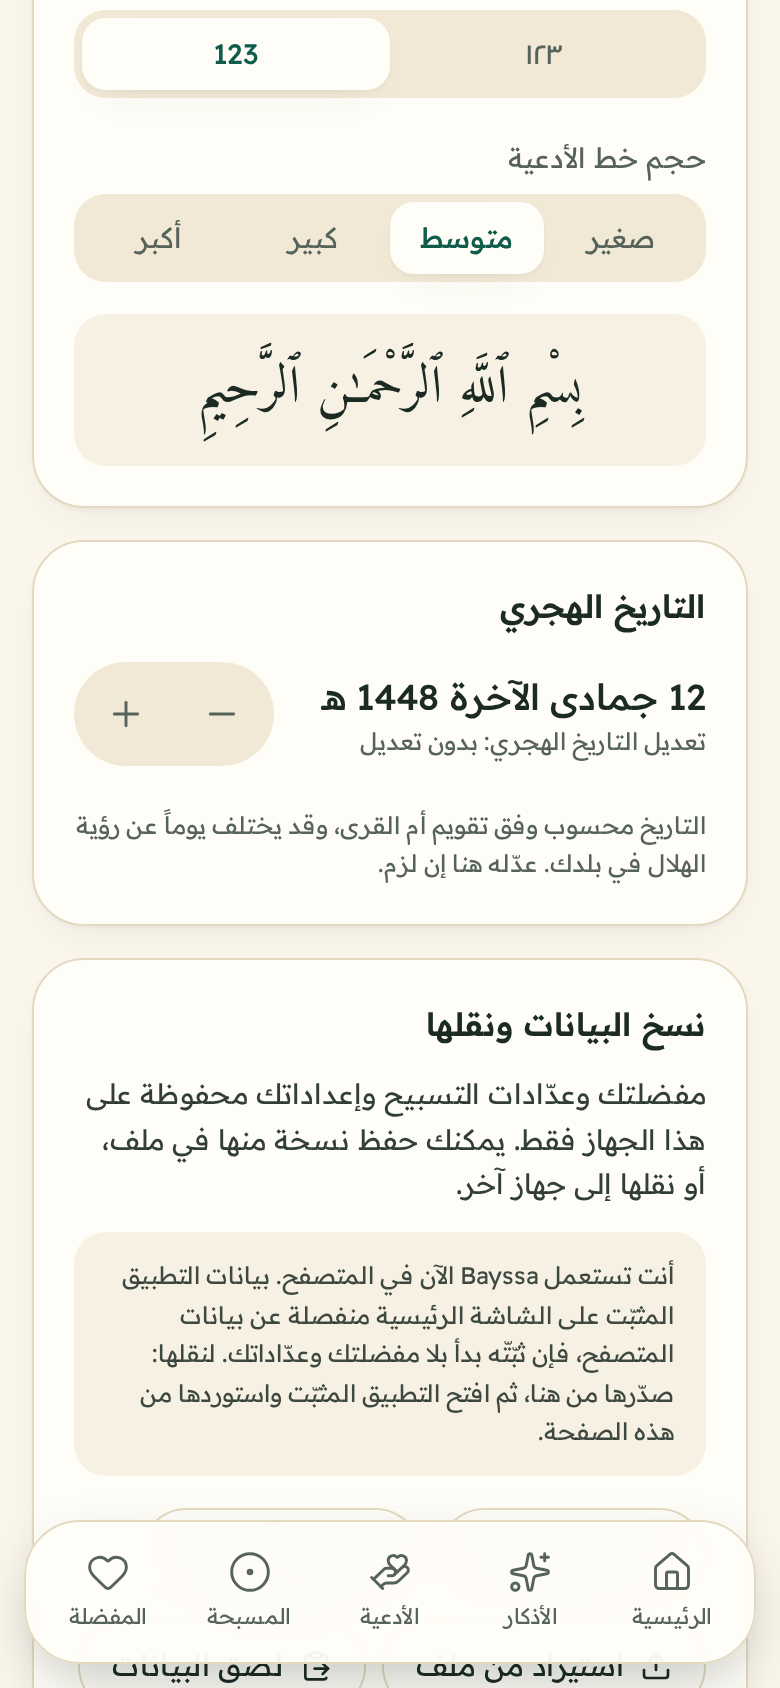 ١٢٣
123
حجم خط الأدعية
صغير
متوسط
كبير
أكبر
بِسْمِ ٱللَّهِ ٱلرَّحْمَـٰنِ ٱلرَّحِيمِ
التاريخ الهجري
12 جمادى الآخرة 1448 هـ
تعديل التاريخ الهجري: بدون تعديل
− +
التاريخ محسوب وفق تقويم أم القرى، وقد يختلف يوماً عن رؤية
الهلال في بلدك. عدّله هنا إن لزم.
نسخ البيانات ونقلها
مفضلتك وعدّادات التسبيح وإعداداتك محفوظة على
هذا الجهاز فقط. يمكنك حفظ نسخة منها في ملف،
أو نقلها إلى جهاز آخر.
أنت تستعمل Bayssa الآن في المتصفح. بيانات التطبيق
المثبّت على الشاشة الرئيسية منفصلة عن بيانات
المتصفح، فإن ثبّتّه بدأ بلا مفضلتك وعدّاداتك. لنقلها:
صدّرها من هنا، ثم افتح التطبيق المثبّت واستوردها من
هذه الصفحة.
استيراد من ملف
لصق البيانات
الرئيسية
الأذكار
الأدعية
المسبحة
المفضلة